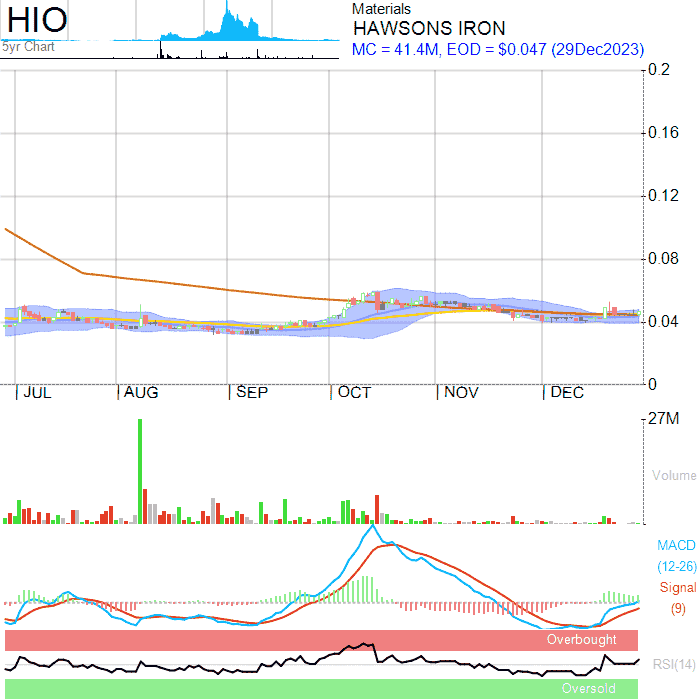 HIO
5yr Chart
Materials
HAWSONS IRON
MC = 41.4M, EOD = $0.047 (29Dec2023)
0.2
0.16
0.12
0.08
0.04
0
JUL AUG SEP OCT NOV DEC
27M
Volume
MACD
(12-26)
Signal
(9)
Overbought
RSI(14)
Oversold